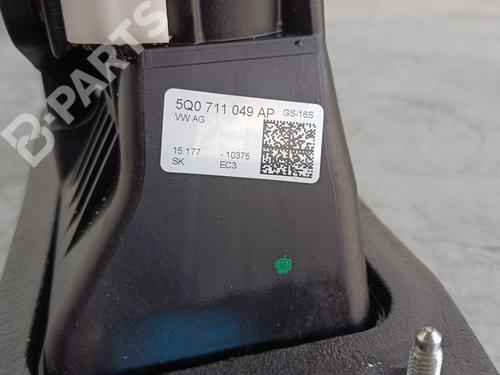 B-PARTS
5Q0 711 049 AP GS-16S
VW AG
15.177 - 10375
SK EC3